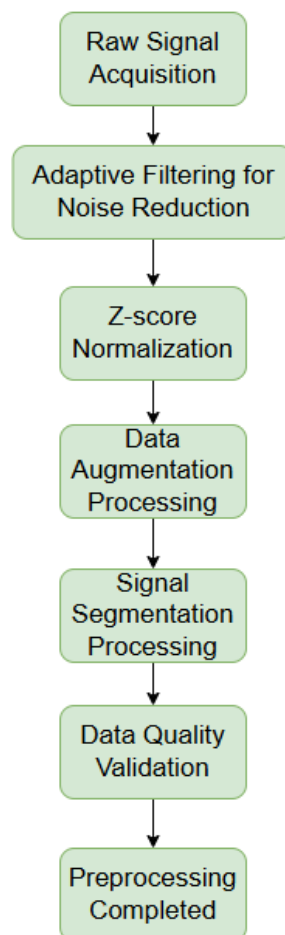 Raw Signal
Acquisition
Adaptive Filtering for
Noise Reduction
Z-score
Normalization
Data
Augmentation
Processing
Signal
Segmentation
Processing
Data Quality
Validation
Preprocessing
Completed